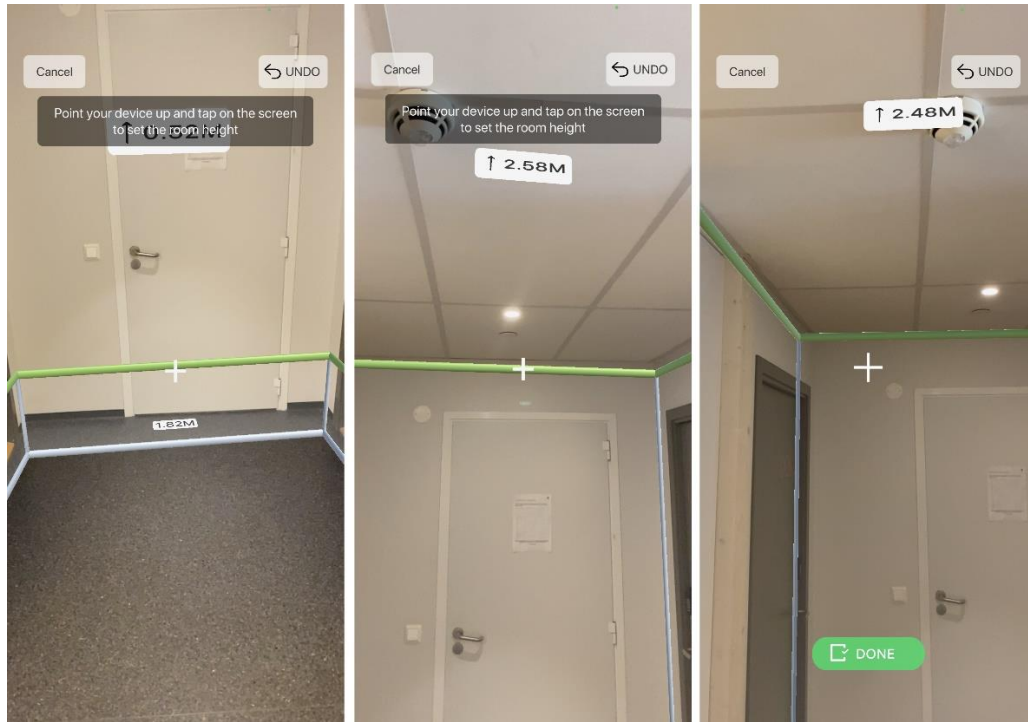 Cancel
UNDO
Point your device up and tap on the screen
to set the room height
↑ 0.52M
1.82M
Cancel
UNDO
Point your device up and tap on the screen
to set the room height
↑ 2.58M
Cancel
UNDO
↑ 2.48M
DONE